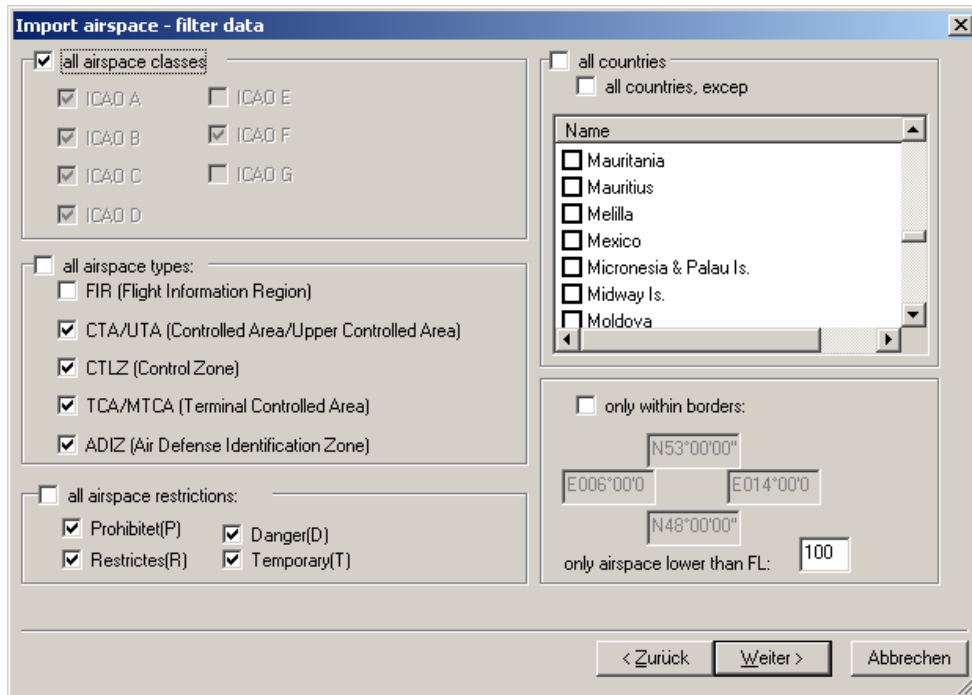 Import airspace - filter data
all airspace classes
ICAO A
ICAO E
ICAO B
ICAO F
ICAO C
ICAO G
ICAO D
all airspace types:
FIR (Flight Information Region)
CTA/UTA (Controlled Area/Upper Controlled Area)
CTLZ (Control Zone)
TCA/MTCA (Terminal Controlled Area)
ADIZ (Air Defense Identification Zone)
all airspace restrictions:
Prohibitet(P)
Danger(D)
Restrictes(R)
Temporary(T)
all countries
all countries, excep
Name
Mauritania
Mauritius
Melilla
Mexico
Micronesia & Palau Is.
Midway Is.
Moldova
only within borders:
N53°00'00"
E006°00'0
E014°00'0
N48°00'00"
only airspace lower than FL:
100
< Zurück
Weiter >
Abbrechen